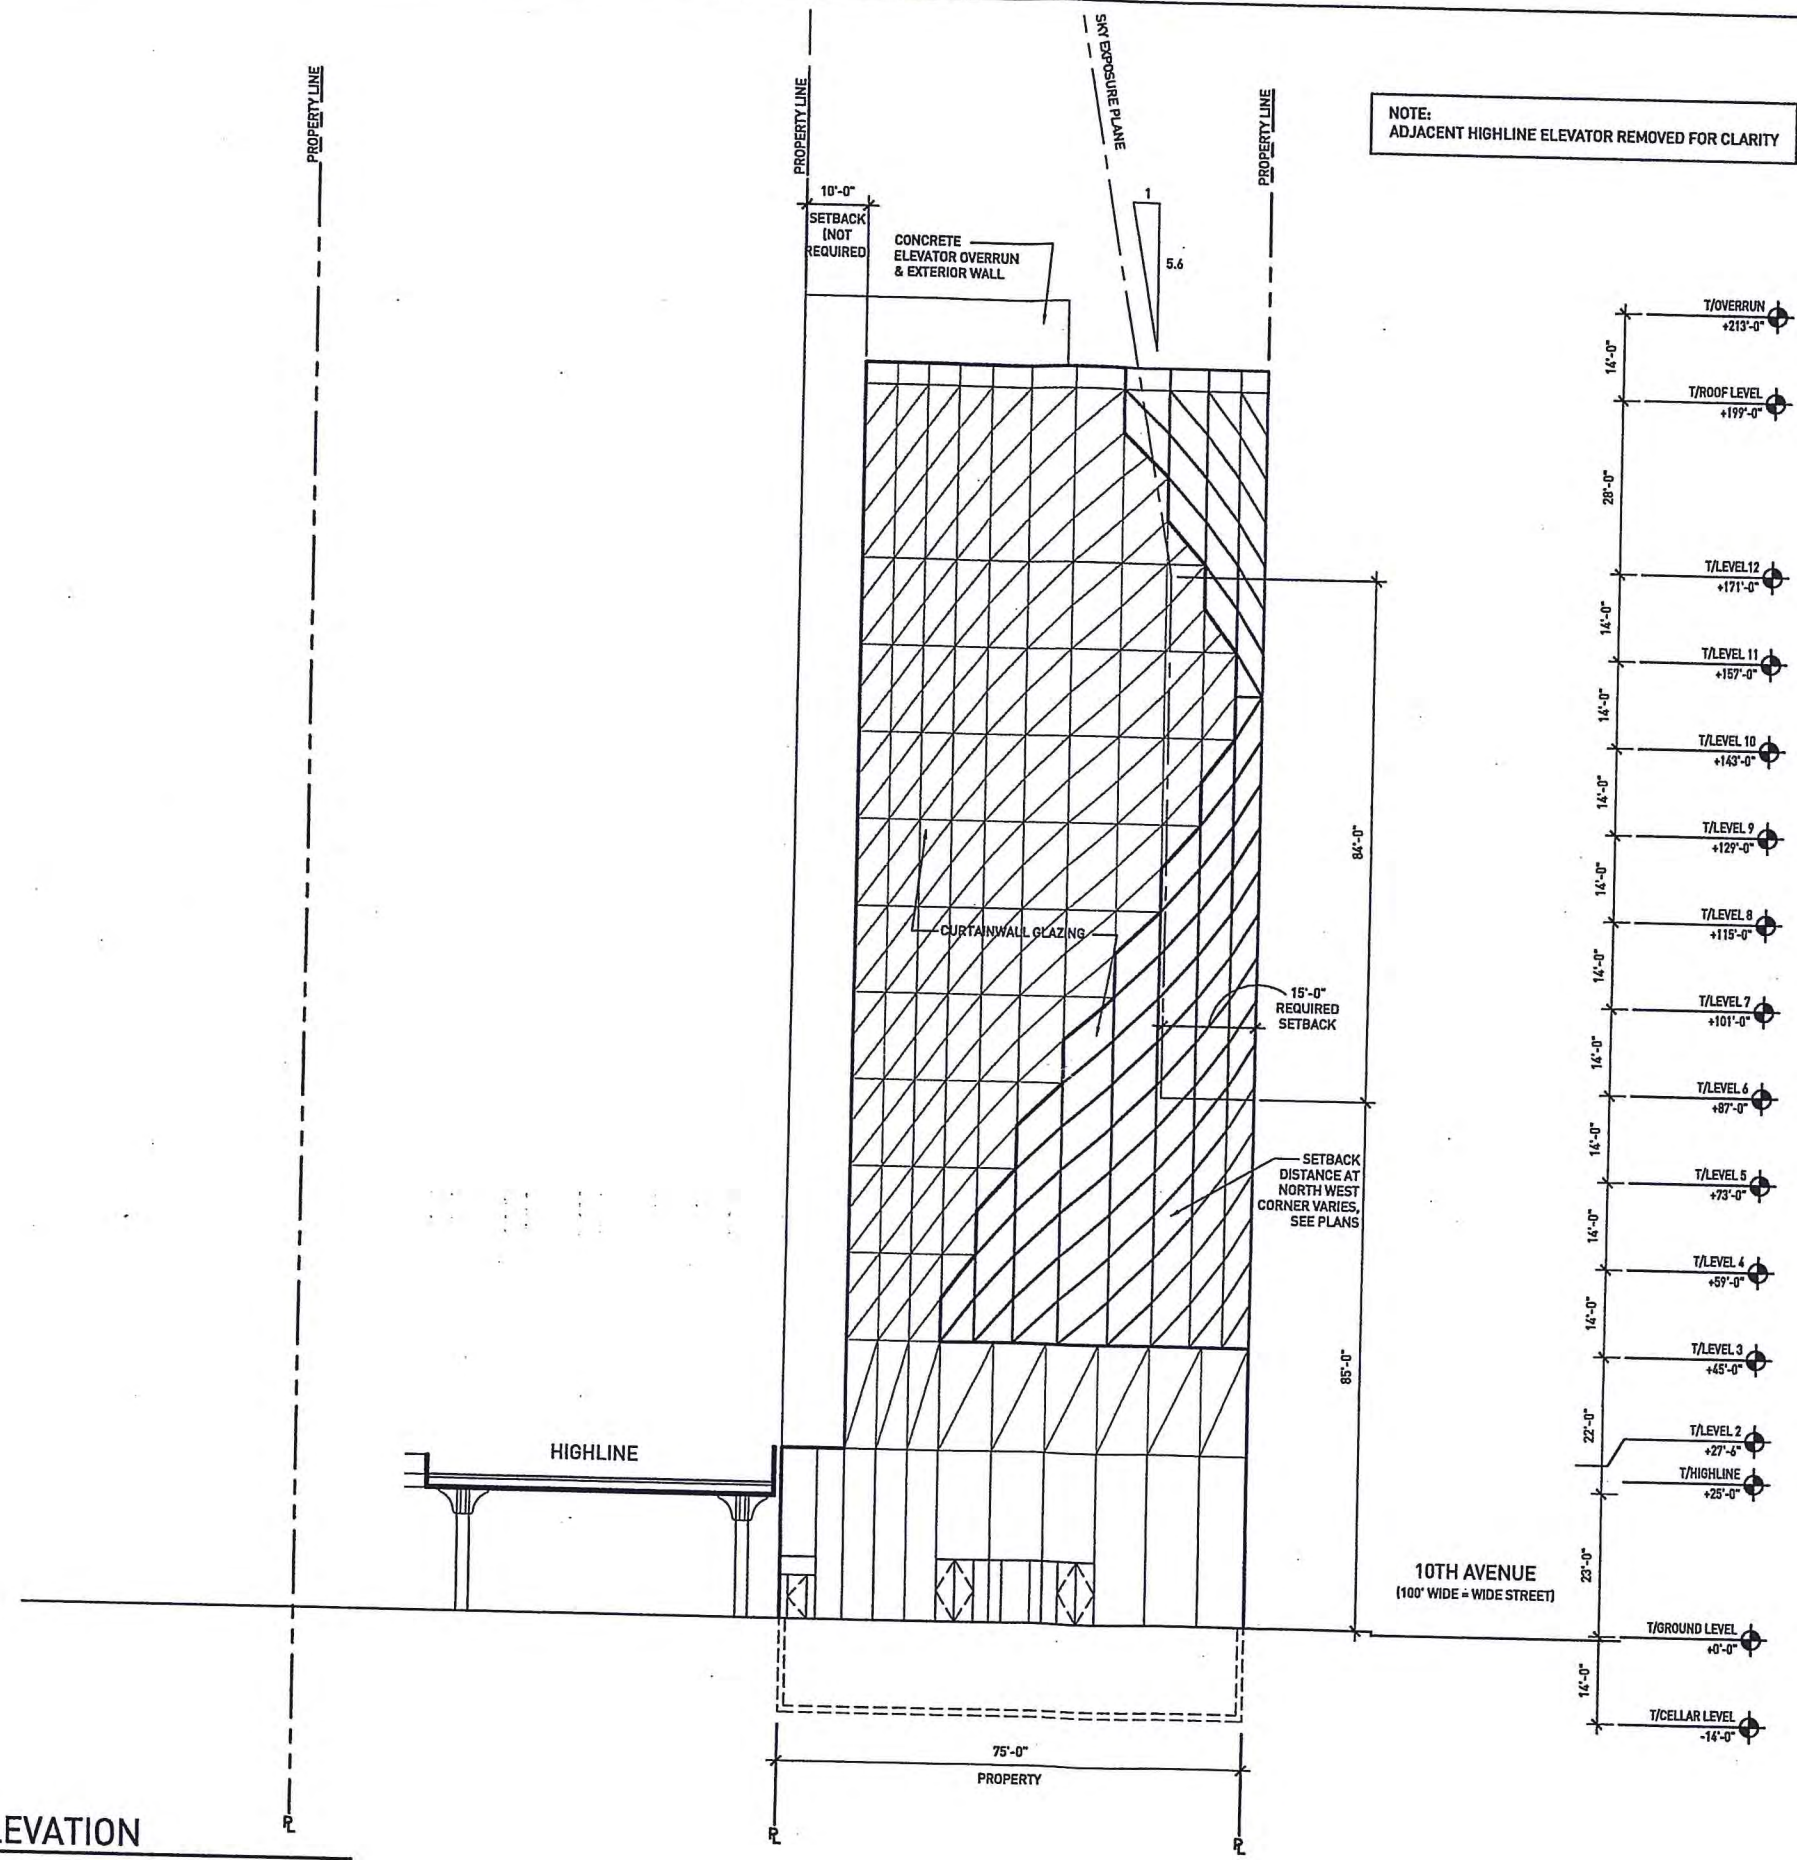 PROPERTY LINE
PROPERTY LINE
SKY EXPOSURE PLANE
PROPERTY LINE
NOTE:
ADJACENT HIGHLINE ELEVATOR REMOVED FOR CLARITY
10'-0"
SETBACK
(NOT
REQUIRED
CONCRETE
ELEVATOR OVERRUN
& EXTERIOR WALL
1
5.6
T/OVERRUN
+213'-0"
14'-0"
T/ROOF LEVEL
+199'-0"
28'-0"
T/LEVEL12
+171'-0"
14'-0"
T/LEVEL 11
+157'-0"
14'-0"
T/LEVEL 10
+143'-0"
14'-0"
T/LEVEL 9
+129'-0"
14'-0"
T/LEVEL 8
+115'-0"
14'-0"
T/LEVEL 7
+101'-0"
14'-0"
T/LEVEL 6
+87'-0"
14'-0"
T/LEVEL 5
+73'-0"
14'-0"
T/LEVEL 4
+59'-0"
14'-0"
T/LEVEL 3
+45'-0"
22'-0"
T/LEVEL 2
+27'-6"
T/HIGHLINE
+25'-0"
23'-0"
T/GROUND LEVEL
+0'-0"
14'-0"
T/CELLAR LEVEL
-14'-0"
84'-0"
85'-0"
CURTAINWALL GLAZING
15'-0"
REQUIRED
SETBACK
SETBACK
DISTANCE AT
NORTH WEST
CORNER VARIES,
SEE PLANS
HIGHLINE
10TH AVENUE
(100' WIDE = WIDE STREET)
75'-0"
PROPERTY
PL
PL
PL
LEVATION